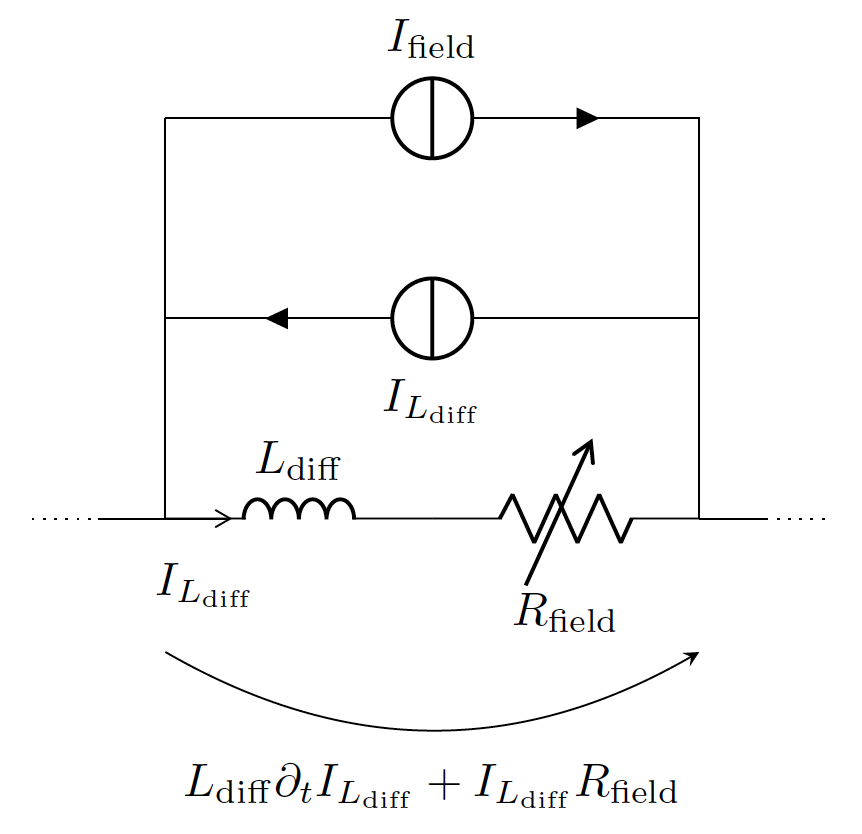 I_field
I_{L_diff}
L_diff
I_{L_diff}
R_field
L_diff ∂_t I_{L_diff} + I_{L_diff} R_field